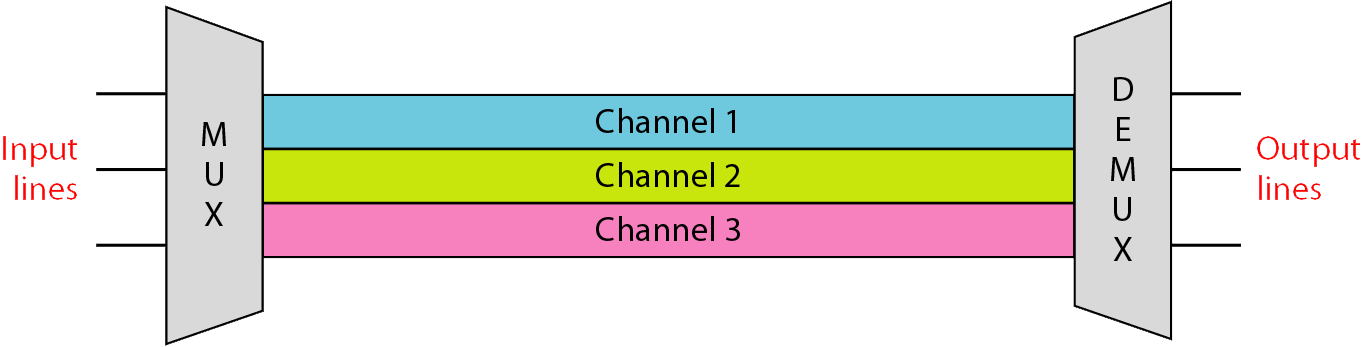 Input
lines
M
U
X
Channel 1
Channel 2
Channel 3
D
E
M
U
X
Output
lines